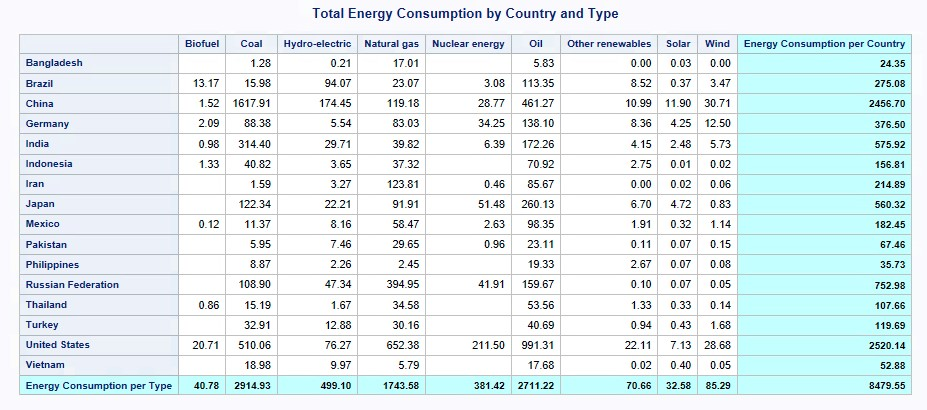 Total Energy Consumption by Country and Type
Biofuel Coal Hydro-electric Natural gas Nuclear energy Oil Other renewables Solar Wind Energy Consumption per Country
Bangladesh 1.28 0.21 17.01 5.83 0.00 0.03 0.00 24.35
Brazil 13.17 15.98 94.07 23.07 3.08 113.35 8.52 0.37 3.47 275.08
China 1.52 1617.91 174.45 119.18 28.77 461.27 10.99 11.90 30.71 2456.70
Germany 2.09 88.38 5.54 83.03 34.25 138.10 8.36 4.25 12.50 376.50
India 0.98 314.40 29.71 39.82 6.39 172.26 4.15 2.48 5.73 575.92
Indonesia 1.33 40.82 3.65 37.32 70.92 2.75 0.01 0.02 156.81
Iran 1.59 3.27 123.81 0.46 85.67 0.00 0.02 0.06 214.89
Japan 122.34 22.21 91.91 51.48 260.13 6.70 4.72 0.83 560.32
Mexico 0.12 11.37 8.16 58.47 2.63 98.35 1.91 0.32 1.14 182.45
Pakistan 5.95 7.46 29.65 0.96 23.11 0.11 0.07 0.15 67.46
Philippines 8.87 2.26 2.45 19.33 2.67 0.07 0.08 35.73
Russian Federation 108.90 47.34 394.95 41.91 159.67 0.10 0.07 0.05 752.98
Thailand 0.86 15.19 1.67 34.58 53.56 1.33 0.33 0.14 107.66
Turkey 32.91 12.88 30.16 40.69 0.94 0.43 1.68 119.69
United States 20.71 510.06 76.27 652.38 211.50 991.31 22.11 7.13 28.68 2520.14
Vietnam 18.98 9.97 5.79 17.68 0.02 0.40 0.05 52.88
Energy Consumption per Type 40.78 2914.93 499.10 1743.58 381.42 2711.22 70.66 32.58 85.29 8479.55